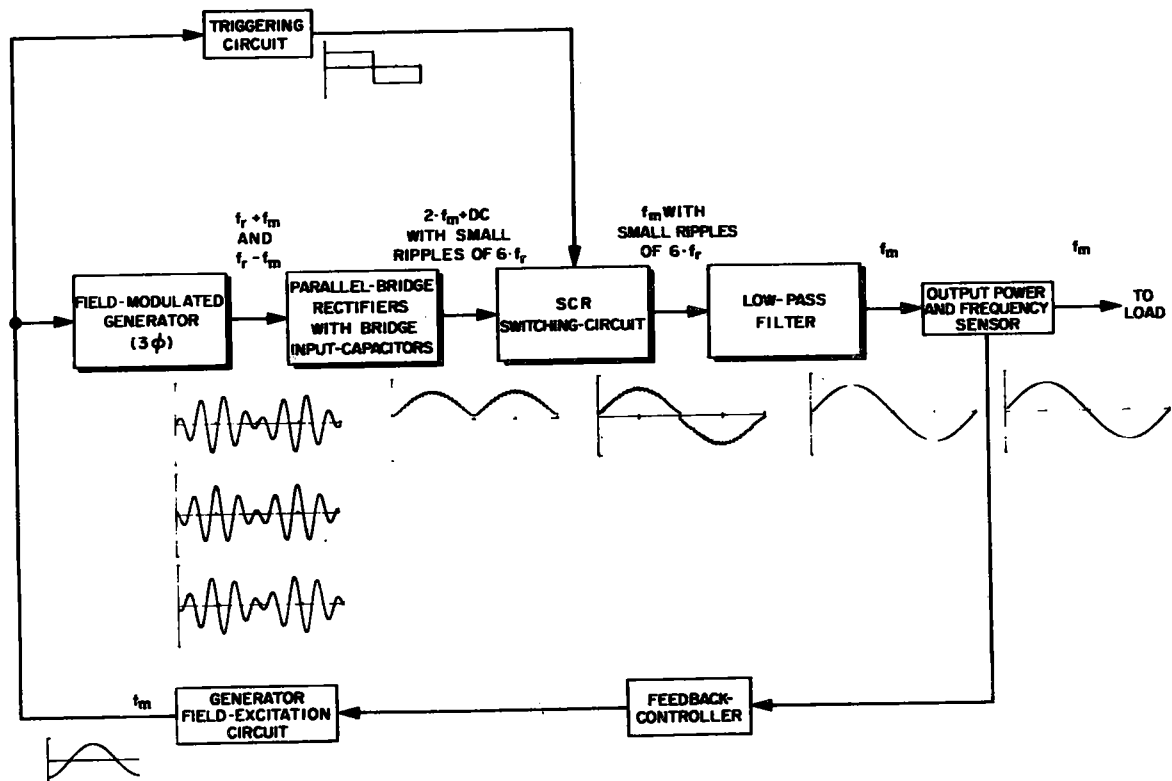 TRIGGERING
CIRCUIT
fr + fm
AND
fr - fm
2·fm+DC
WITH SMALL
RIPPLES OF 6·fr
fm WITH
SMALL RIPPLES
OF 6·fr
fm
fm
FIELD-MODULATED
GENERATOR
(3ϕ)
PARALLEL-BRIDGE
RECTIFIERS
WITH BRIDGE
INPUT-CAPACITORS
SCR
SWITCHING-CIRCUIT
LOW-PASS
FILTER
OUTPUT POWER
AND FREQUENCY
SENSOR
TO
LOAD
fm
GENERATOR
FIELD-EXCITATION
CIRCUIT
FEEDBACK-
CONTROLLER